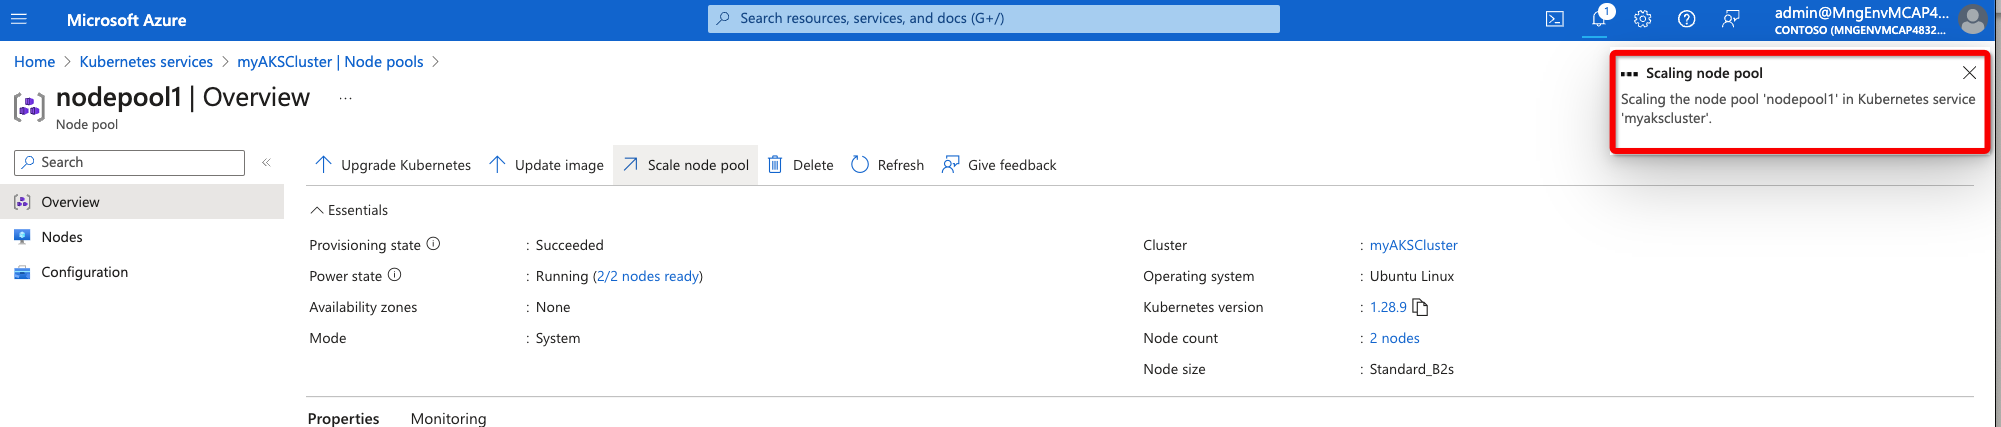 Microsoft Azure
Search resources, services, and docs (G+/)
1
admin@MngEnvMCAP4...
CONTOSO (MNGENVMCAP4832...
Home > Kubernetes services > myAKSCluster | Node pools >
nodepool1 | Overview ...
Node pool
Scaling node pool
Scaling the node pool 'nodepool1' in Kubernetes service
'myakscluster'.
Search
Overview
Nodes
Configuration
Upgrade Kubernetes Update image Scale node pool Delete Refresh Give feedback
Essentials
Provisioning state : Succeeded
Power state : Running (2/2 nodes ready)
Availability zones : None
Mode : System
Cluster : myAKSCluster
Operating system : Ubuntu Linux
Kubernetes version : 1.28.9
Node count : 2 nodes
Node size : Standard_B2s
Properties Monitoring